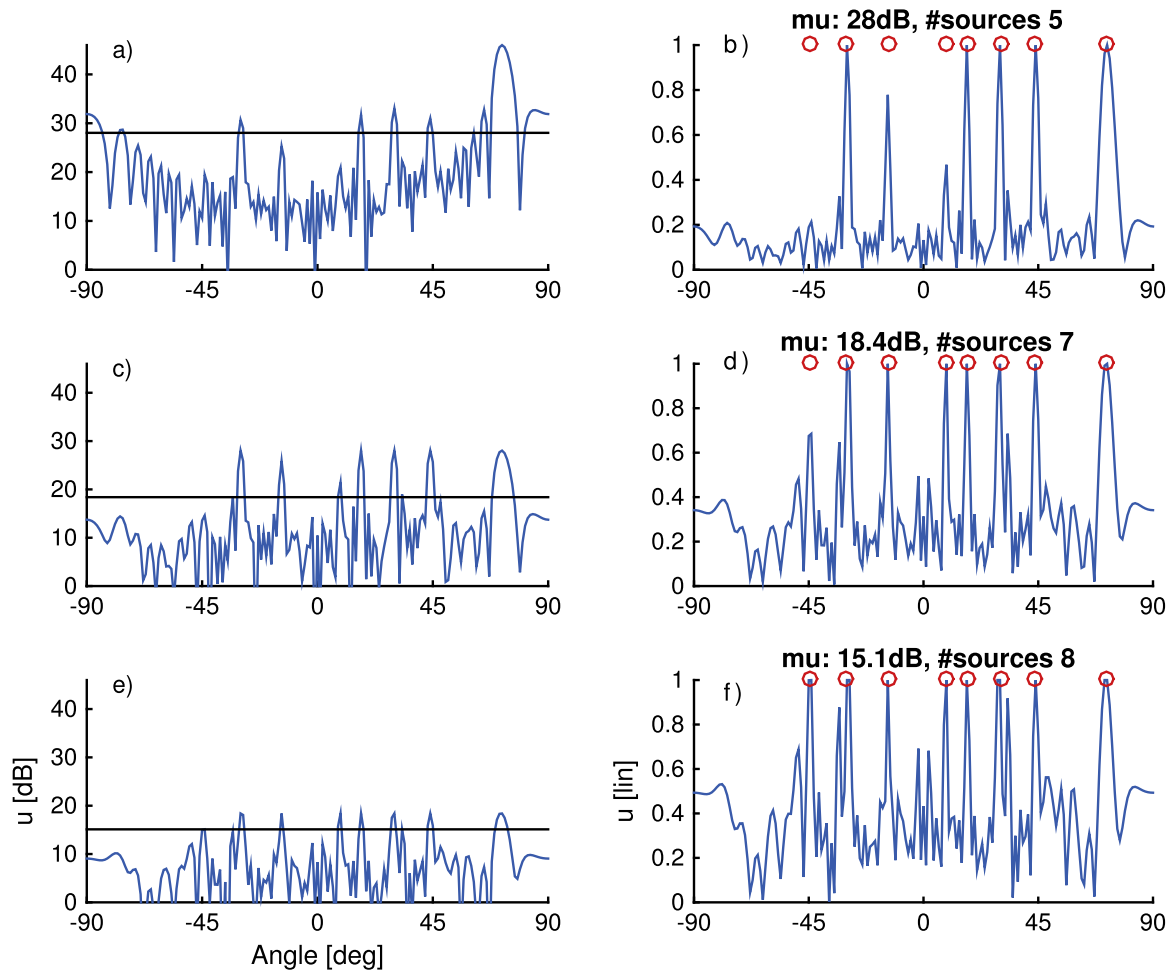 mu: 28dB, #sources 5
a)
b)
40
30
20
10
0
-90 -45 0 45 90
1
0.8
0.6
0.4
0.2
0
-90 -45 0 45 90
mu: 18.4dB, #sources 7
c)
d)
40
30
20
10
0
-90 -45 0 45 90
1
0.8
0.6
0.4
0.2
0
-90 -45 0 45 90
mu: 15.1dB, #sources 8
e)
f)
u [dB]
40
30
20
10
0
-90 -45 0 45 90
Angle [deg]
u [lin]
1
0.8
0.6
0.4
0.2
0
-90 -45 0 45 90